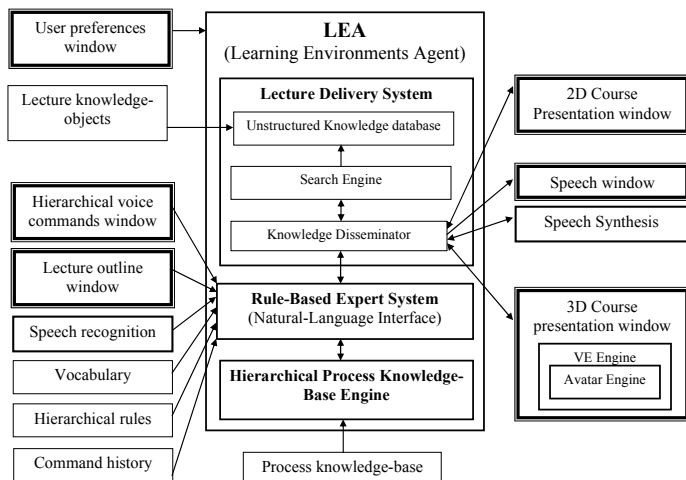 User preferences
window
Lecture knowledge-
objects
Hierarchical voice
commands window
Lecture outline
window
Speech recognition
Vocabulary
Hierarchical rules
Command history
LEA
(Learning Environments Agent)
Lecture Delivery System
Unstructured Knowledge database
Search Engine
Knowledge Disseminator
Rule-Based Expert System
(Natural-Language Interface)
Hierarchical Process Knowledge-
Base Engine
Process knowledge-base
2D Course
Presentation window
Speech window
Speech Synthesis
3D Course
presentation window
VE Engine
Avatar Engine